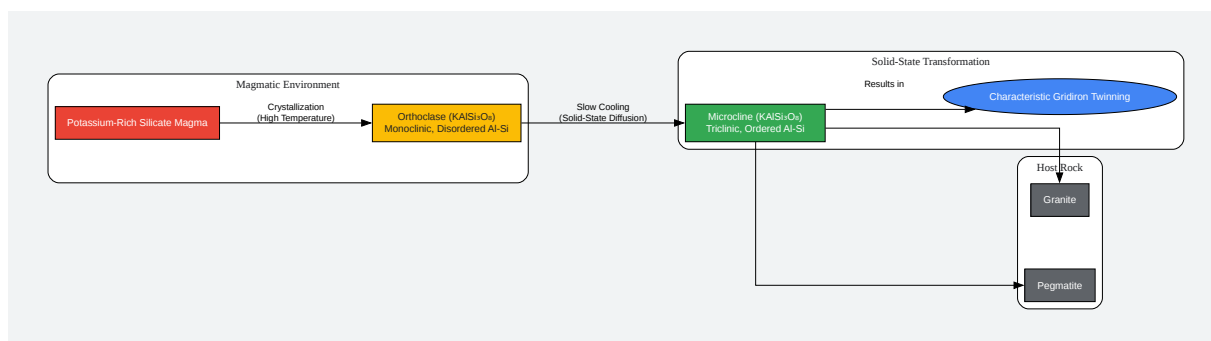 Magmatic Environment
Potassium-Rich Silicate Magma
Crystallization
(High Temperature)
Orthoclase (KAlSi₃O₈)
Monoclinic, Disordered Al-Si
Slow Cooling
(Solid-State Diffusion)
Solid-State Transformation
Microcline (KAlSi₃O₈)
Triclinic, Ordered Al-Si
Results in
Characteristic Gridiron Twinning
Host Rock
Granite
Pegmatite